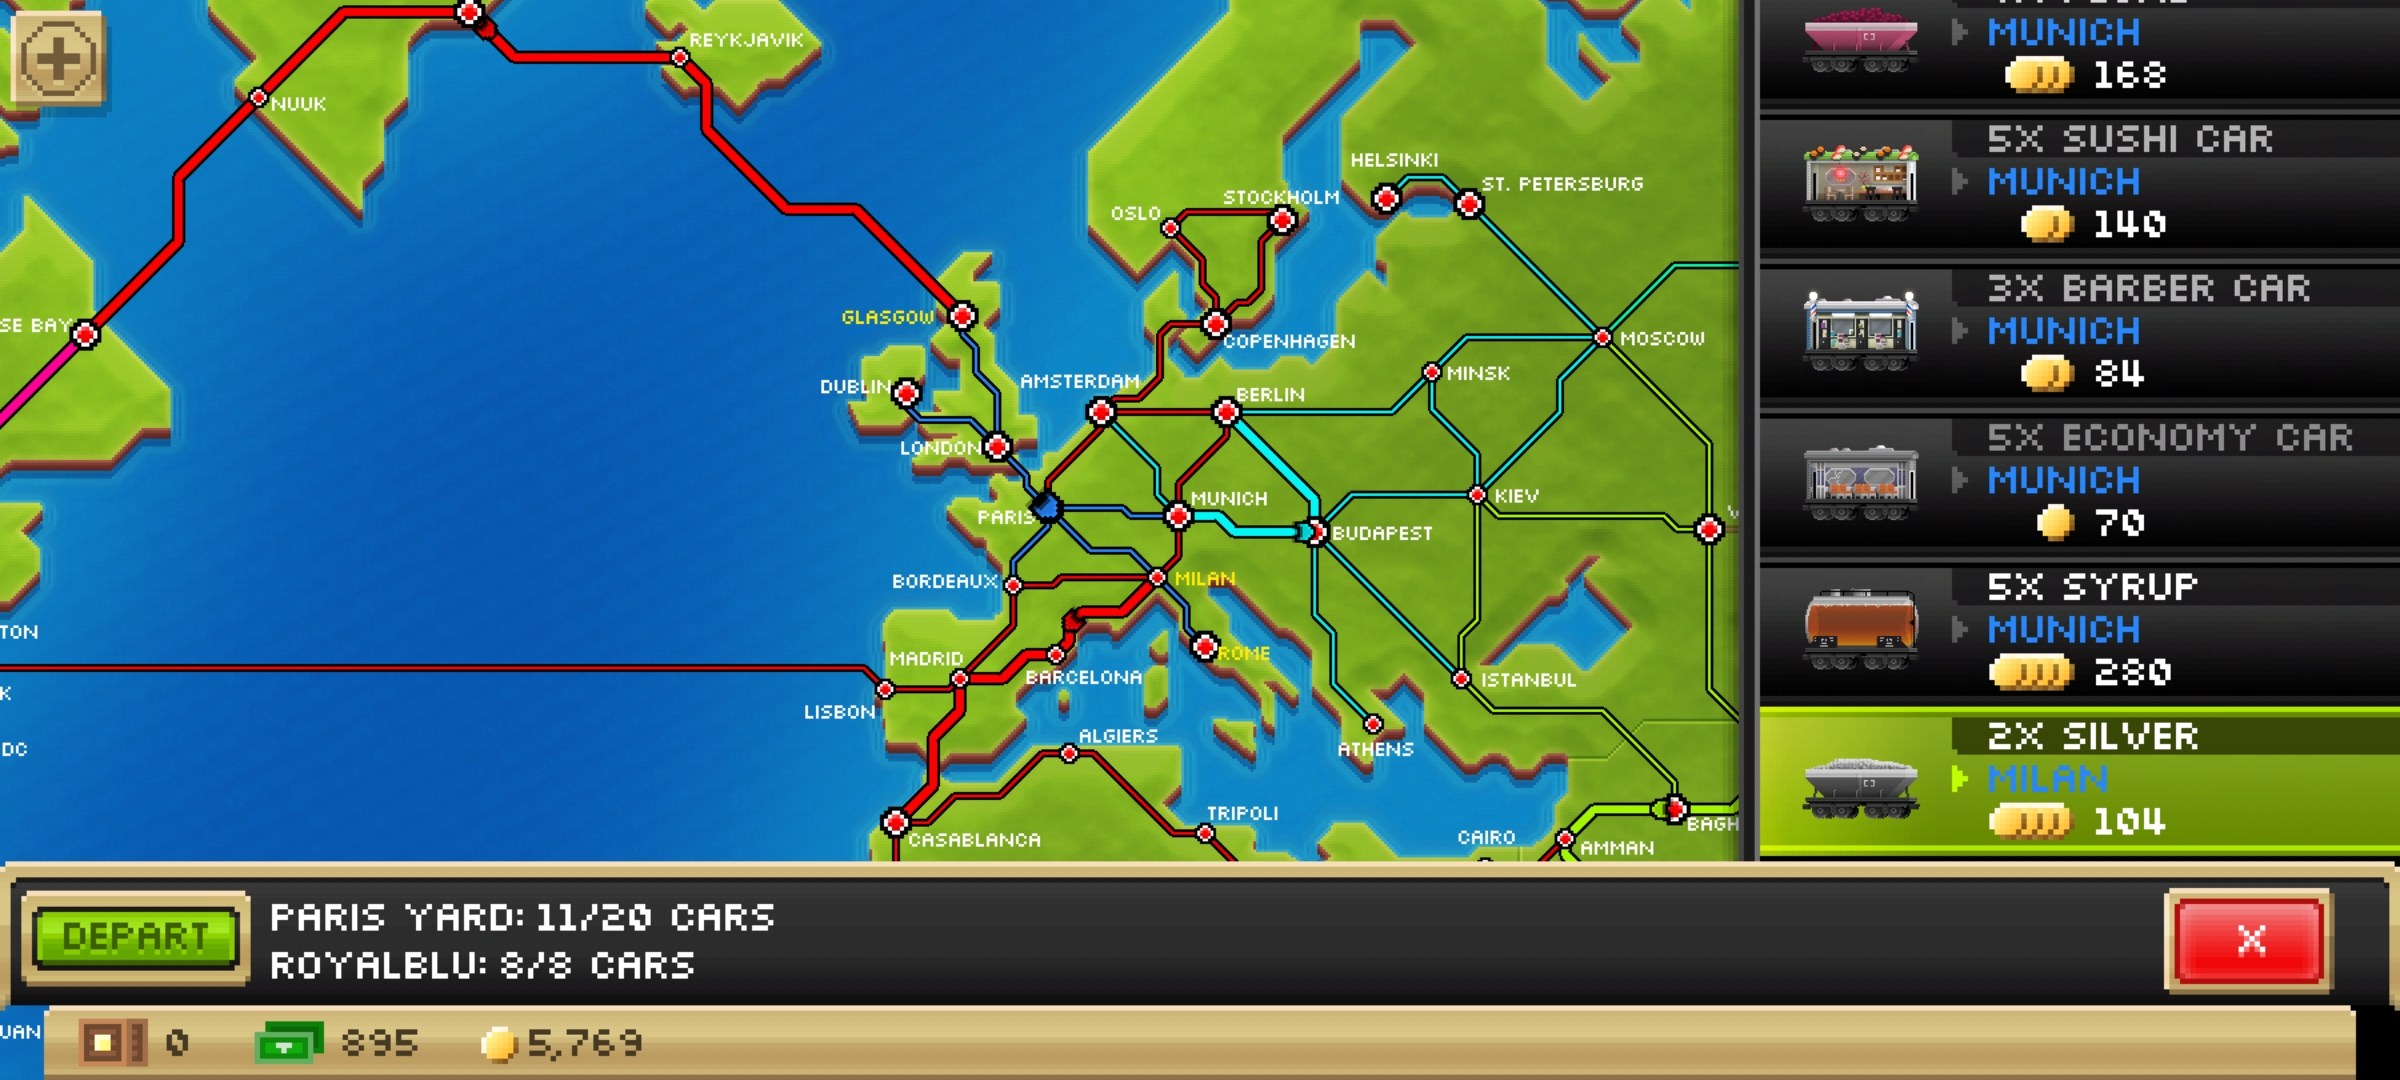 REYKJAVIK
NUUK
HELSINKI
ST. PETERSBURG
STOCKHOLM
OSLO
GLASGOW
SE BAY
MOSCOW
COPENHAGEN
MINSK
DUBLIN
AMSTERDAM
BERLIN
LONDON
MUNICH
KIEV
PARIS
BUDAPEST
BORDEAUX
MILAN
TON
MADRID
ROME
BARCELONA
ISTANBUL
K
LISBON
DC
ALGIERS
ATHENS
TRIPOLI
CASABLANCA
CAIRO
AMMAN
BAGH
MUNICH
168
5X SUSHI CAR
MUNICH
140
3X BARBER CAR
MUNICH
84
5X ECONOMY CAR
MUNICH
70
5X SYRUP
MUNICH
280
2X SILVER
MILAN
104
DEPART
PARIS YARD: 11/20 CARS
ROYALBLU: 8/8 CARS
X
UAN
0
895
5,769